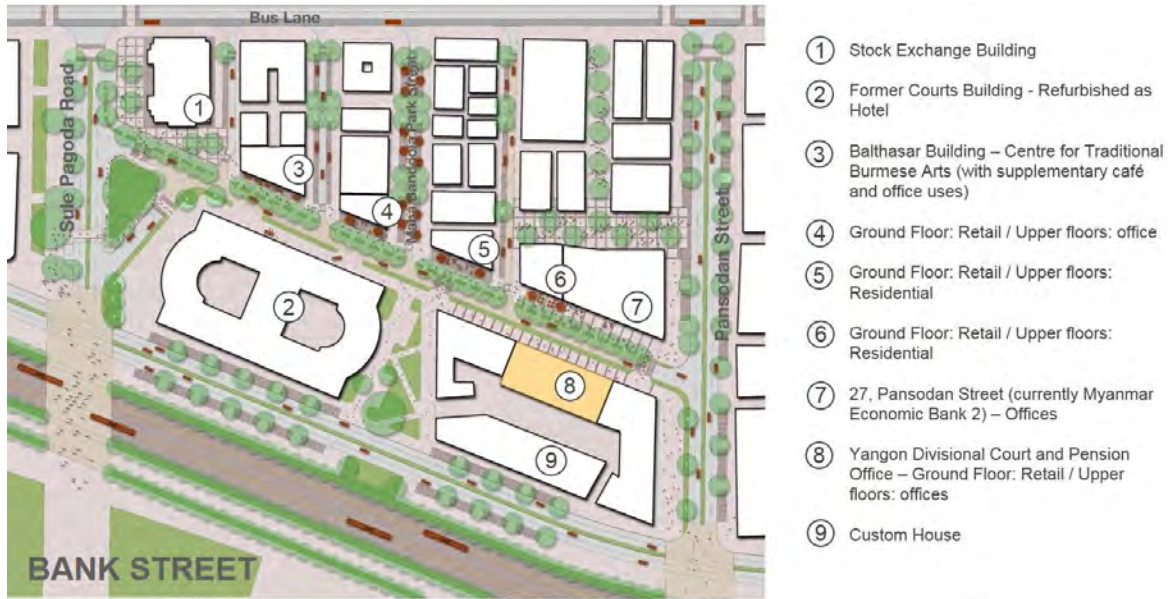 Bus Lane
Sule Pagoda Road
Maha Bandoola Park Street
Pansodan Street
1
2
3
4
5
6
7
8
9
BANK STREET
1 Stock Exchange Building
2 Former Courts Building - Refurbished as
Hotel
3 Balthasar Building – Centre for Traditional
Burmese Arts (with supplementary café
and office uses)
4 Ground Floor: Retail / Upper floors: office
5 Ground Floor: Retail / Upper floors:
Residential
6 Ground Floor: Retail / Upper floors:
Residential
7 27, Pansodan Street (currently Myanmar
Economic Bank 2) – Offices
8 Yangon Divisional Court and Pension
Office – Ground Floor: Retail / Upper
floors: offices
9 Custom House